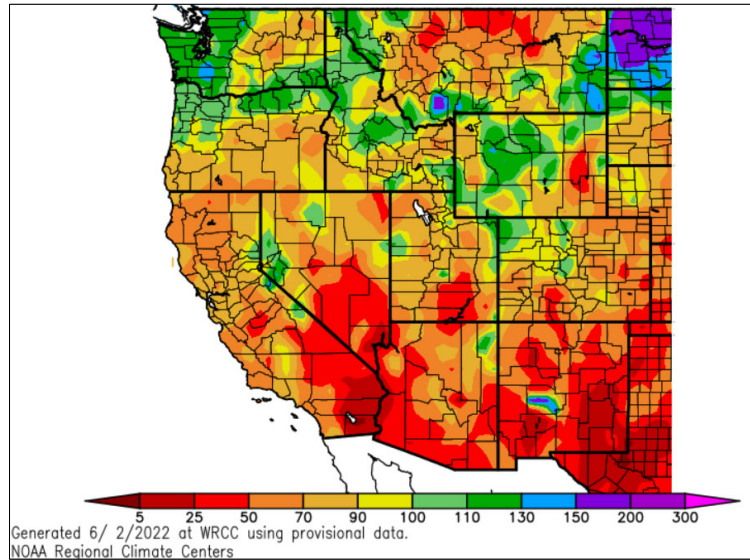 5 25 50 70 90 100 110 130 150 200 300
Generated 6/ 2/2022 at WRCC using provisional data.
NOAA Regional Climate Centers